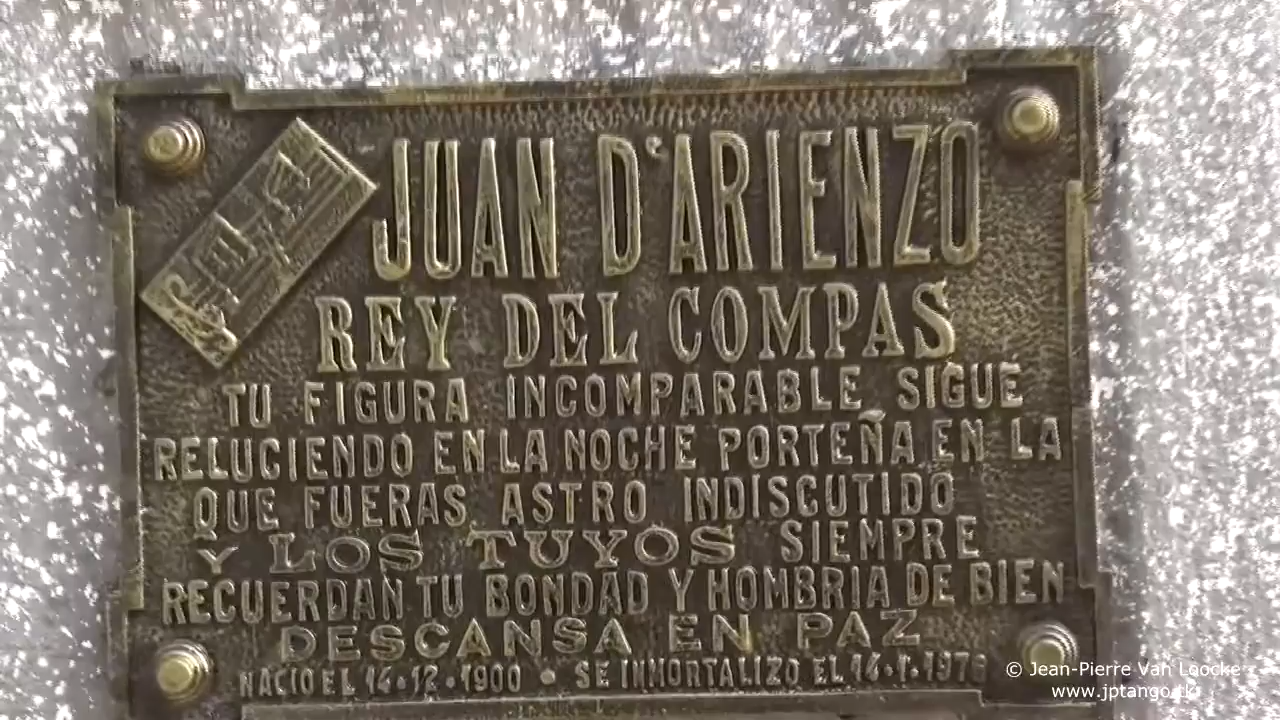 JUAN D'ARIENZO
REY DEL COMPAS
TU FIGURA INCOMPARABLE SIGUE
RELUCIENDO EN LA NOCHE PORTEÑA EN LA
QUE FUERAS ASTRO INDISCUTIDO
Y LOS TUYOS SIEMPRE
RECUERDAN TU BONDAD Y HOMBRIA DE BIEN
DESCANSA EN PAZ
NACIO EL 14·12·1900 • SE INMORTALIZO EL 14·1·1976
© Jean-Pierre Van Loocke
www.jptango.tk